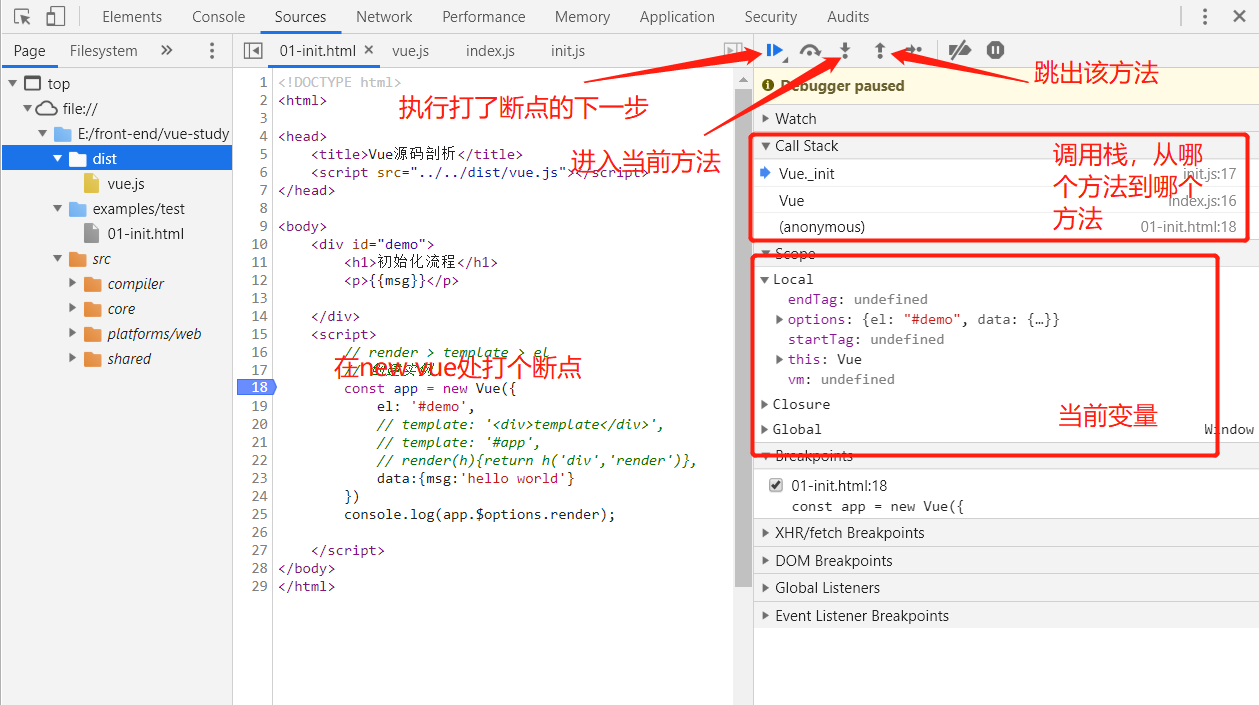 Elements Console Sources Network Performance Memory Application Security Audits
Page Filesystem
top
file://
E:/front-end/vue-study
dist
vue.js
examples/test
01-init.html
src
compiler
core
platforms/web
shared
01-init.html vue.js index.js init.js
1 <!DOCTYPE html>
2 <html>
3
4 <head>
5 <title>Vue源码剖析</title>
6 <script src="../../dist/vue.js"></script>
7 </head>
8
9 <body>
10 <div id="demo">
11 <h1>初始化流程</h1>
12 <p>{{msg}}</p>
13
14 </div>
15 <script>
16 // render > template > el
17 //
18 const app = new Vue({
19 el: '#demo',
20 // template: '<div>template</div>',
21 // template: '#app',
22 // render(h){return h('div','render')},
23 data:{msg:'hello world'}
24 })
25 console.log(app.$options.render);
26
27 </script>
28 </body>
29 </html>
执行打了断点的下一步
进入当前方法
跳出该方法
在new vue处打个断点
Debugger paused
Watch
Call Stack
Vue._init init.js:17
Vue index.js:16
(anonymous) 01-init.html:18
调用栈，从哪
个方法到哪个
方法
Scope
Local
endTag: undefined
options: {el: "#demo", data: {…}}
startTag: undefined
this: Vue
vm: undefined
Closure
Global Window
当前变量
Breakpoints
01-init.html:18
const app = new Vue({
XHR/fetch Breakpoints
DOM Breakpoints
Global Listeners
Event Listener Breakpoints